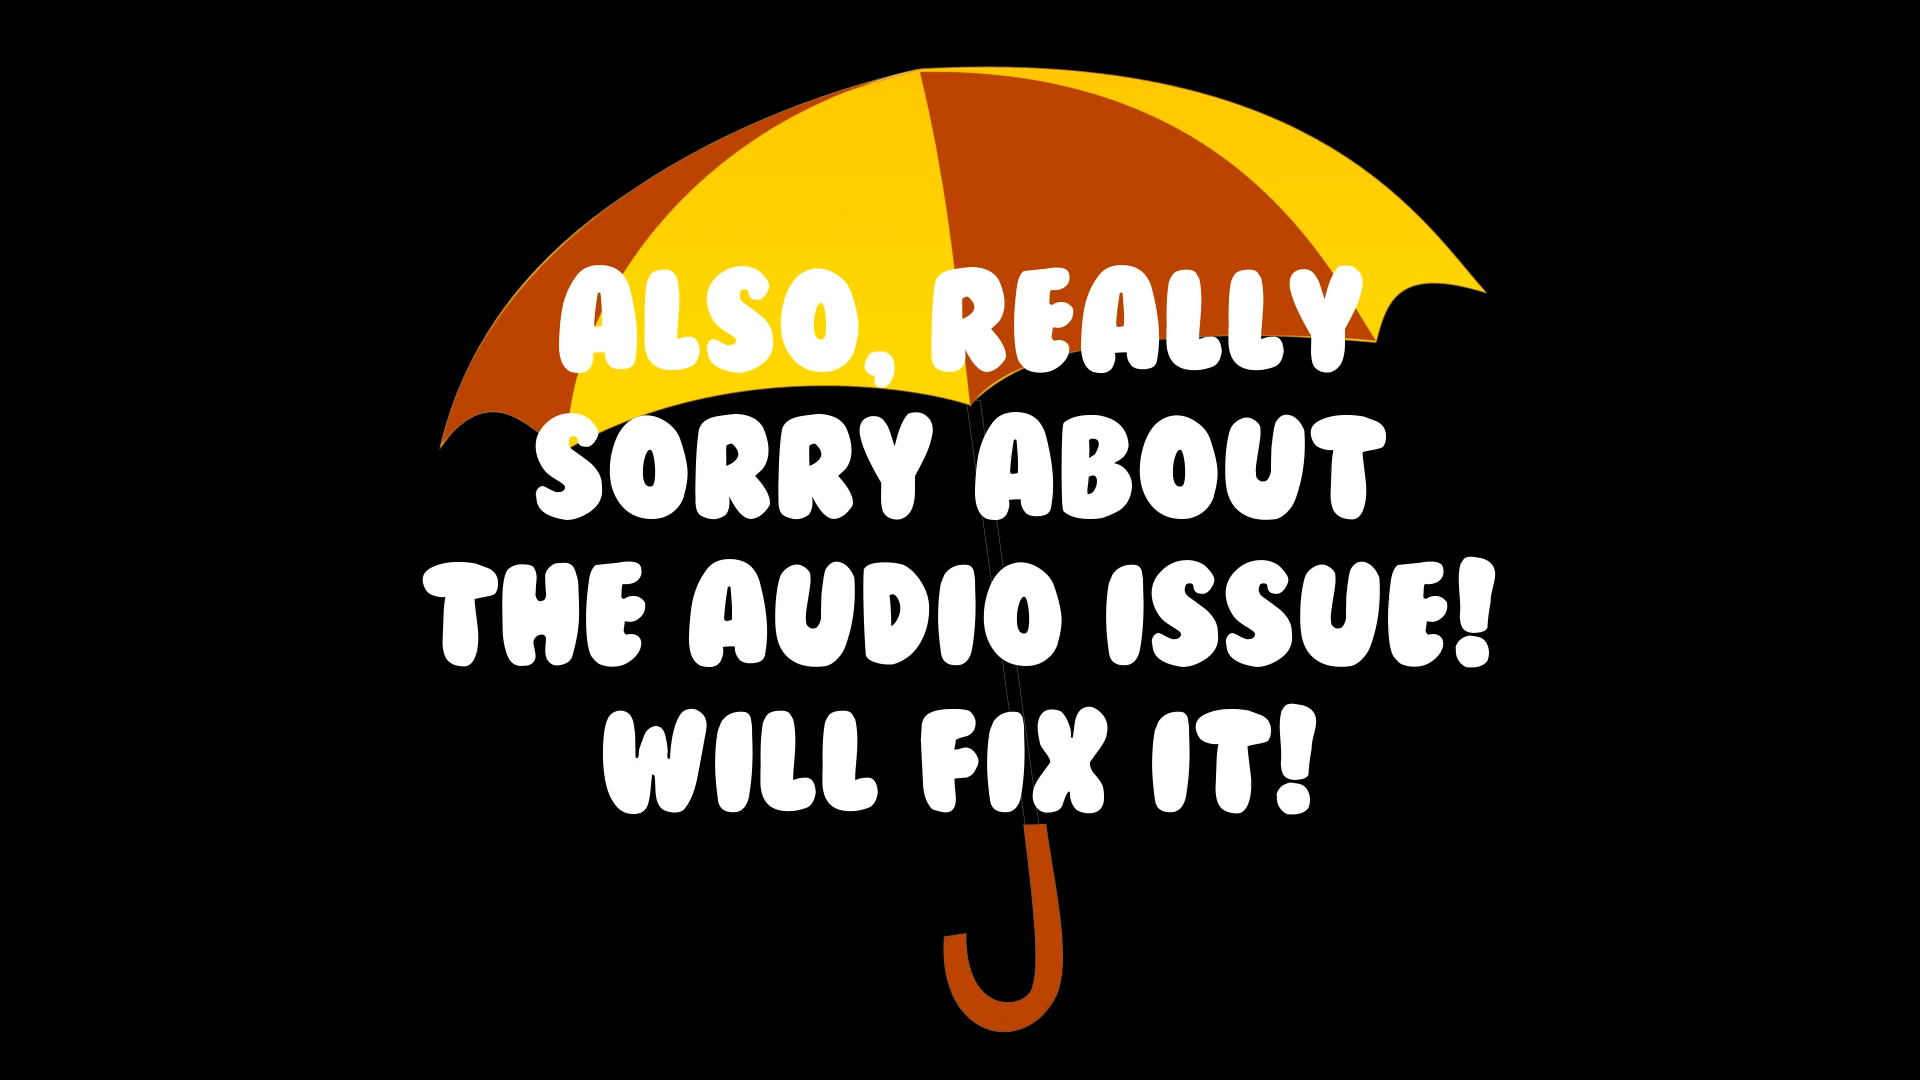 ALSO, REALLY
SORRY ABOUT
THE AUDIO ISSUE!
WILL FIX IT!